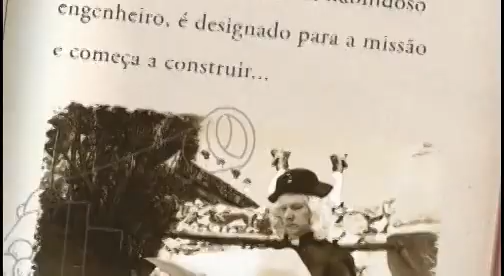 engenheiro, é designado para a missão
e começa a construir...